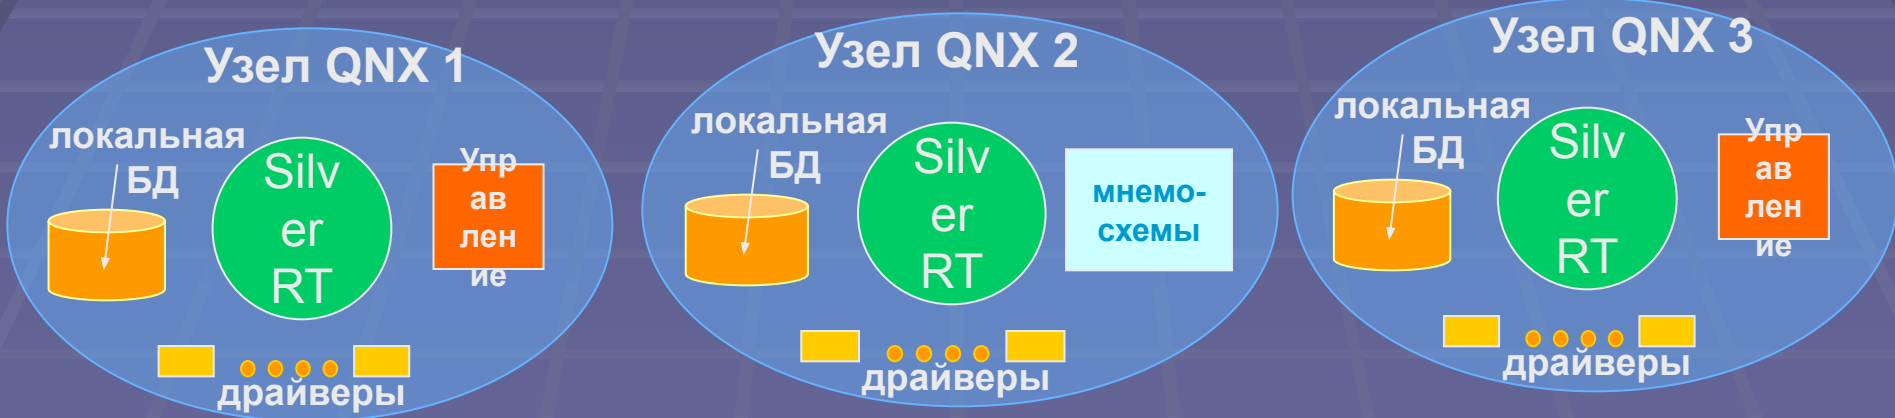 Узел QNX 1
локальная
БД
Silv
er
RT
Упр
ав
лен
ие
драйверы
Узел QNX 2
локальная
БД
Silv
er
RT
мнемо-
схемы
драйверы
Узел QNX 3
локальная
БД
Silv
er
RT
Упр
ав
лен
ие
драйверы